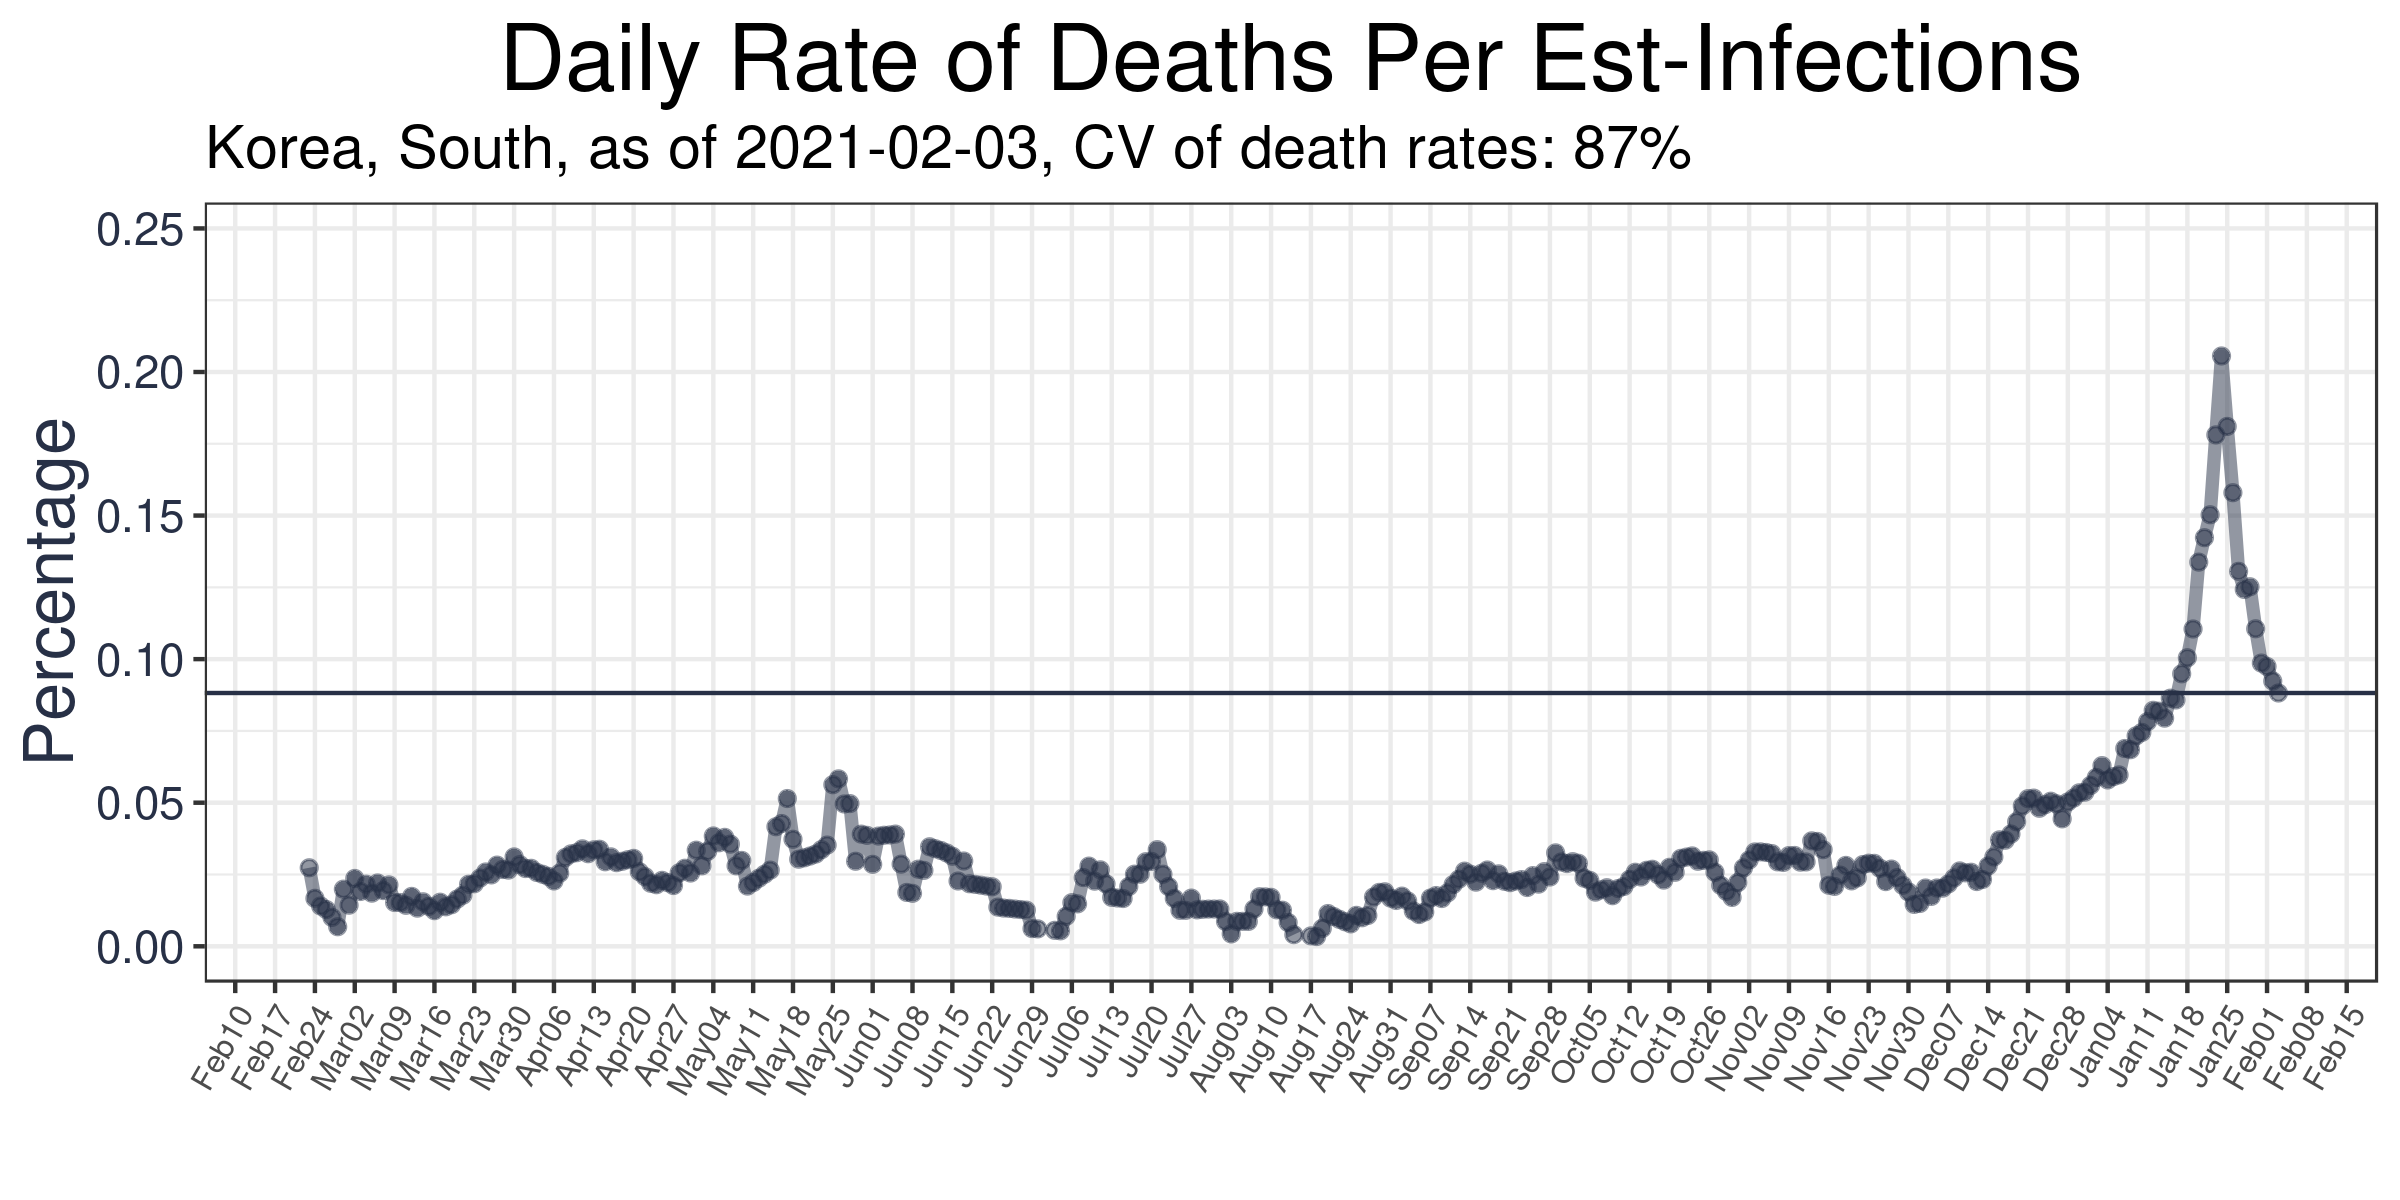 Daily Rate of Deaths Per Est-Infections
Korea, South, as of 2021-02-03, CV of death rates: 87%
Percentage
0.25
0.20
0.15
0.10
0.05
0.00
Feb10
Feb17
Feb24
Mar02
Mar09
Mar16
Mar23
Mar30
Apr06
Apr13
Apr20
Apr27
May04
May11
May18
May25
Jun01
Jun08
Jun15
Jun22
Jun29
Jul06
Jul13
Jul20
Jul27
Aug03
Aug10
Aug17
Aug24
Aug31
Sep07
Sep14
Sep21
Sep28
Oct05
Oct12
Oct19
Oct26
Nov02
Nov09
Nov16
Nov23
Nov30
Dec07
Dec14
Dec21
Dec28
Jan04
Jan11
Jan18
Jan25
Feb01
Feb08
Feb15